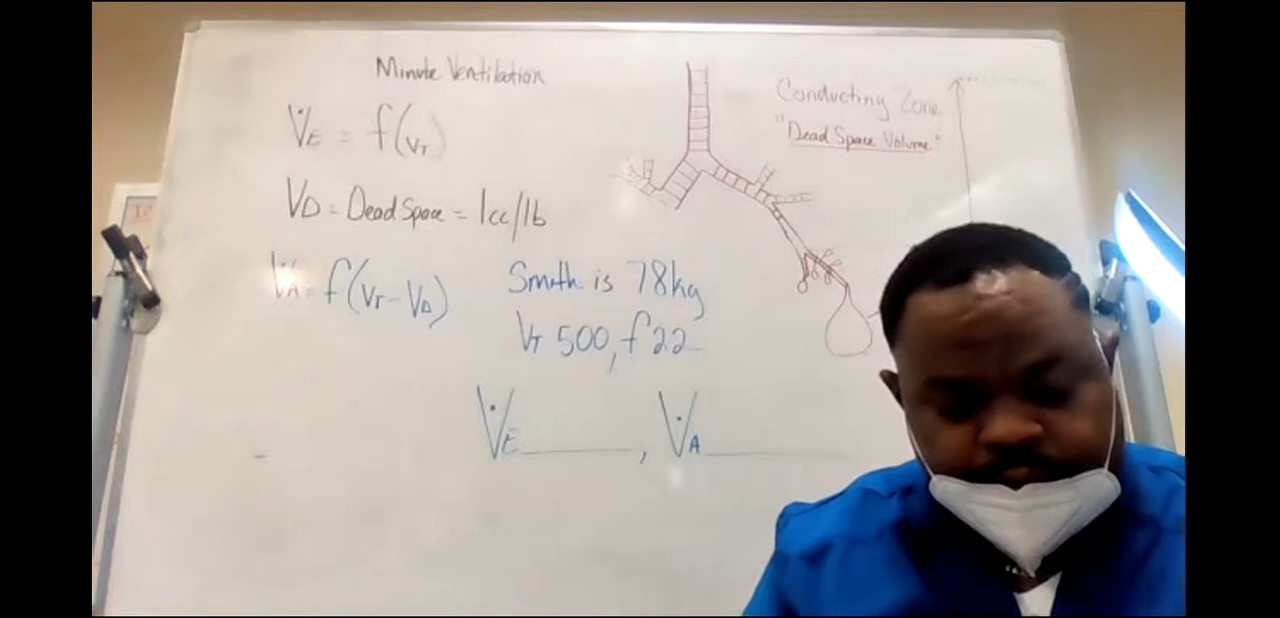 Minute Ventilation
V̇E = f(VT)
VD = Dead Space = 1cc/lb
V̇A = f(VT - VD)
Smith is 78kg
VT 500, f 22
V̇E ______, V̇A ______
Conducting Zone
"Dead Space Volume"